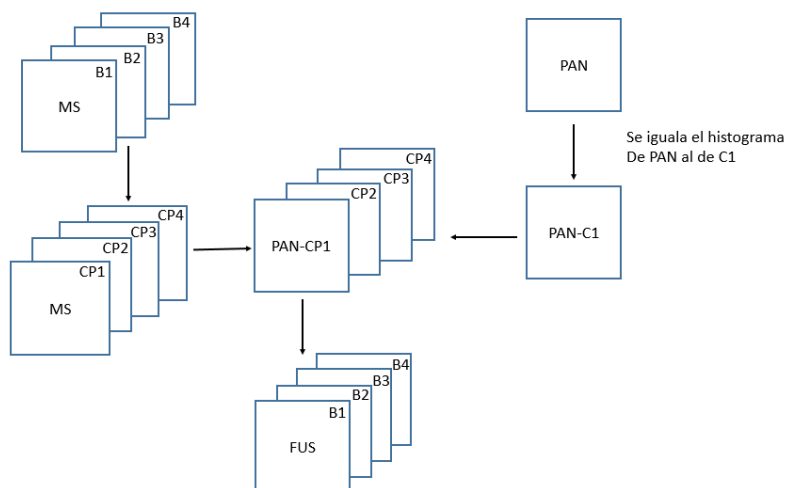 B4
B3
B2
B1
MS
PAN
Se iguala el histograma
De PAN al de C1
CP4
CP3
CP2
PAN-CP1
CP4
CP3
CP2
CP1
MS
PAN-C1
B4
B3
B2
B1
FUS